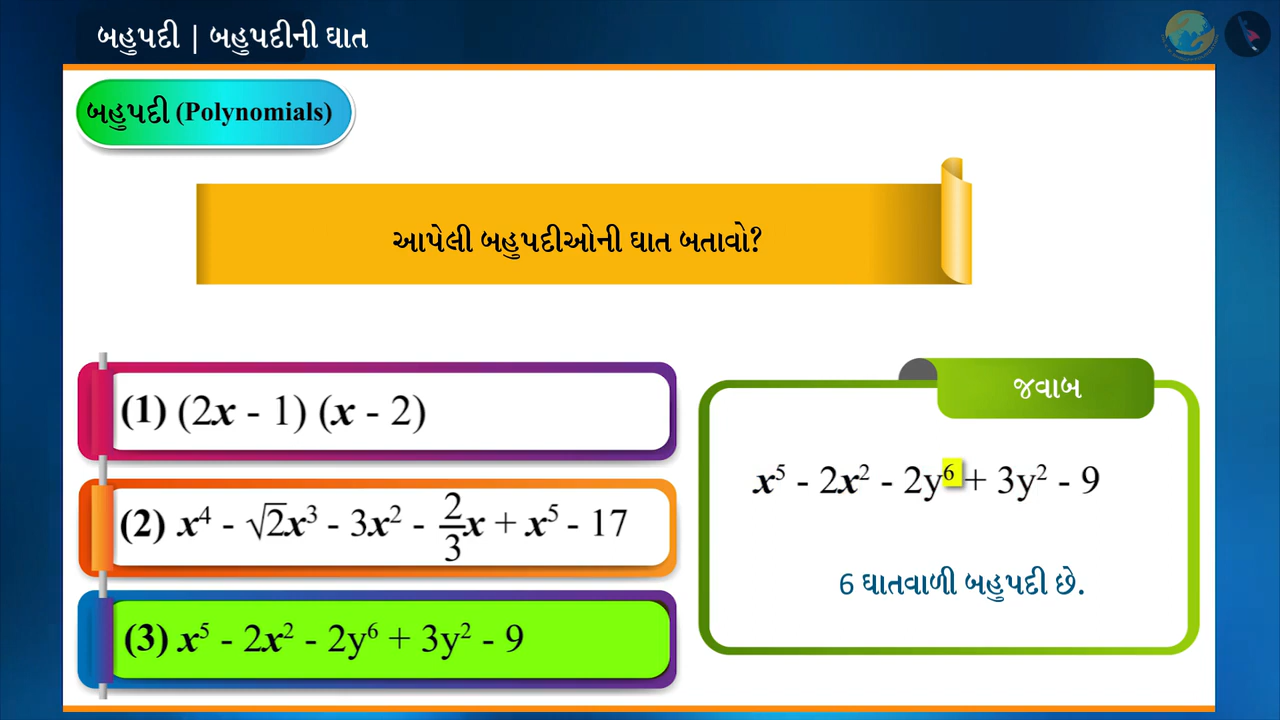 બહુપદી | બહુપદીની ઘાત
બહુપદી (Polynomials)
આપેલી બહુપદીઓની ઘાત બતાવો?
(1) (2x - 1) (x - 2)
(2) x⁴ - √2x³ - 3x² - 2/3x + x⁵ - 17
(3) x⁵ - 2x² - 2y⁶ + 3y² - 9
જવાબ
x⁵ - 2x² - 2y⁶ + 3y² - 9
6 ઘાતવાળી બહુપદી છે.